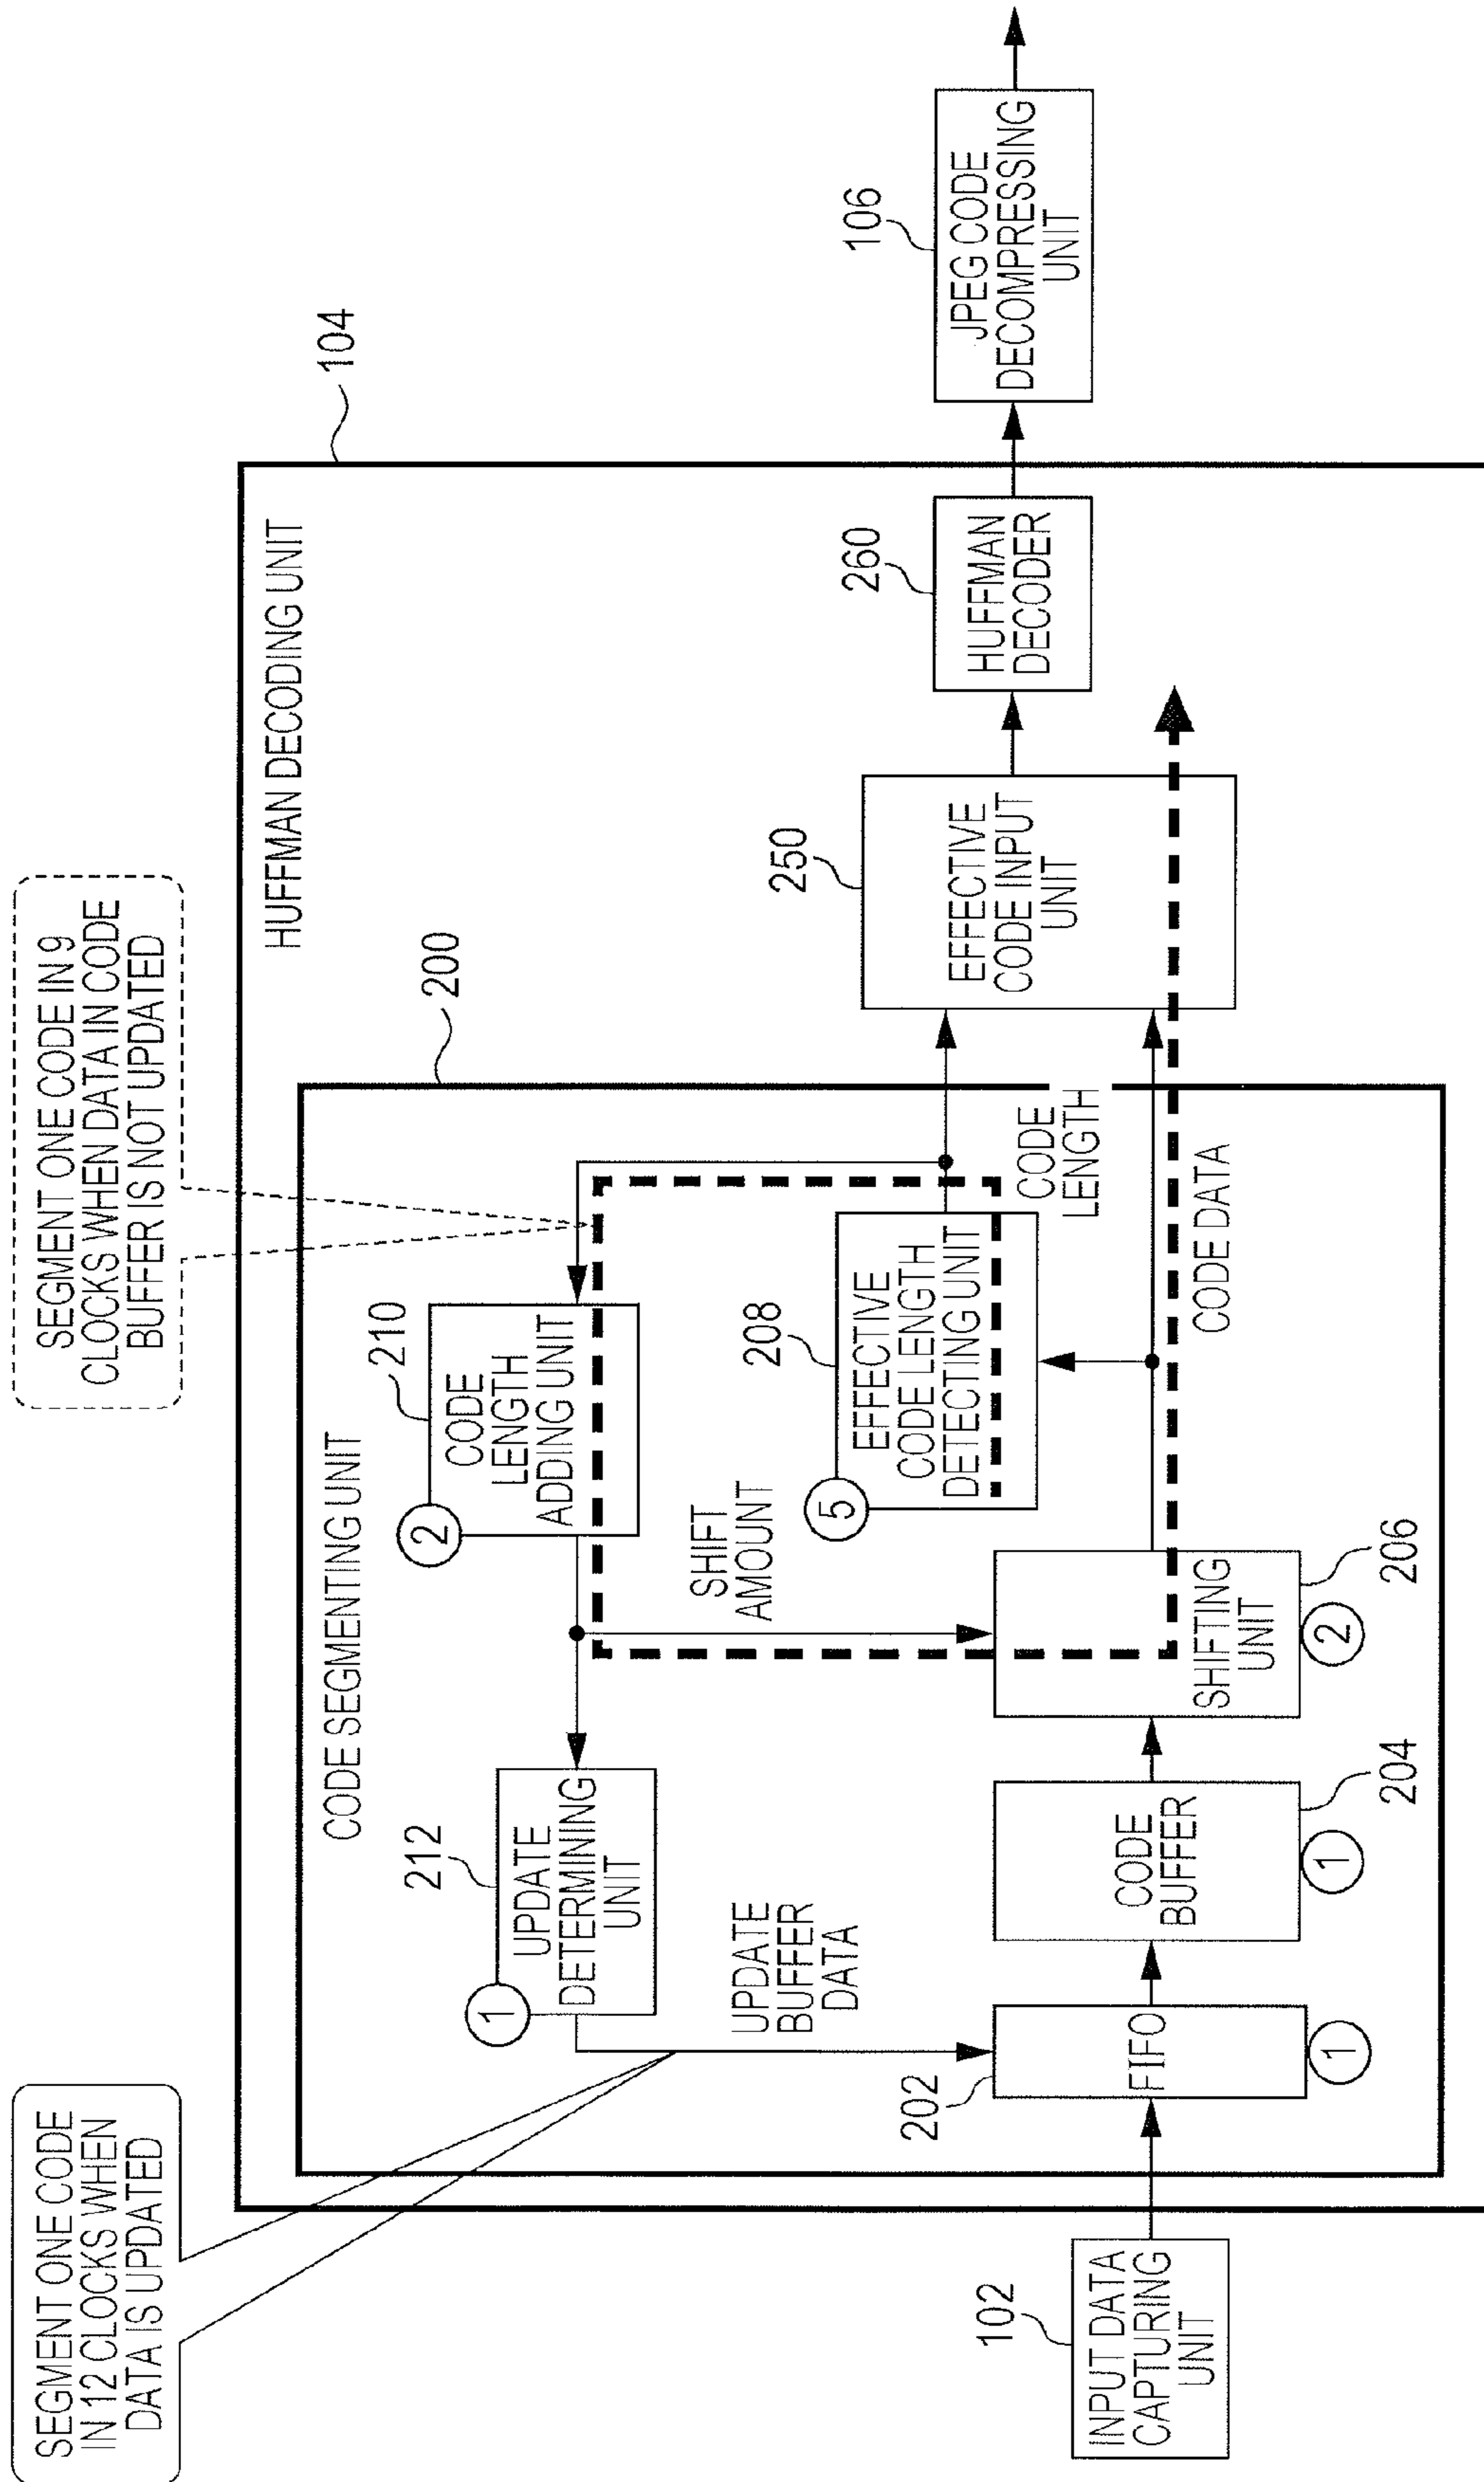 SEGMENT ONE CODE
IN 12 CLOCKS WHEN
DATA IS UPDATED
SEGMENT ONE CODE IN 9
CLOCKS WHEN DATA IN CODE
BUFFER IS NOT UPDATED
104
HUFFMAN DECODING UNIT
200
CODE SEGMENTING UNIT
212
UPDATE
DETERMINING
UNIT
1
210
CODE
LENGTH
ADDING UNIT
2
UPDATE
BUFFER
DATA
SHIFT
AMOUNT
208
EFFECTIVE
CODE LENGTH
DETECTING UNIT
5
CODE
LENGTH
250
EFFECTIVE
CODE INPUT
UNIT
260
HUFFMAN
DECODER
106
JPEG CODE
DECOMPRESSING
UNIT
102
INPUT DATA
CAPTURING
UNIT
202
FIFO
1
CODE
BUFFER
1
204
SHIFTING
UNIT
2
206
CODE DATA